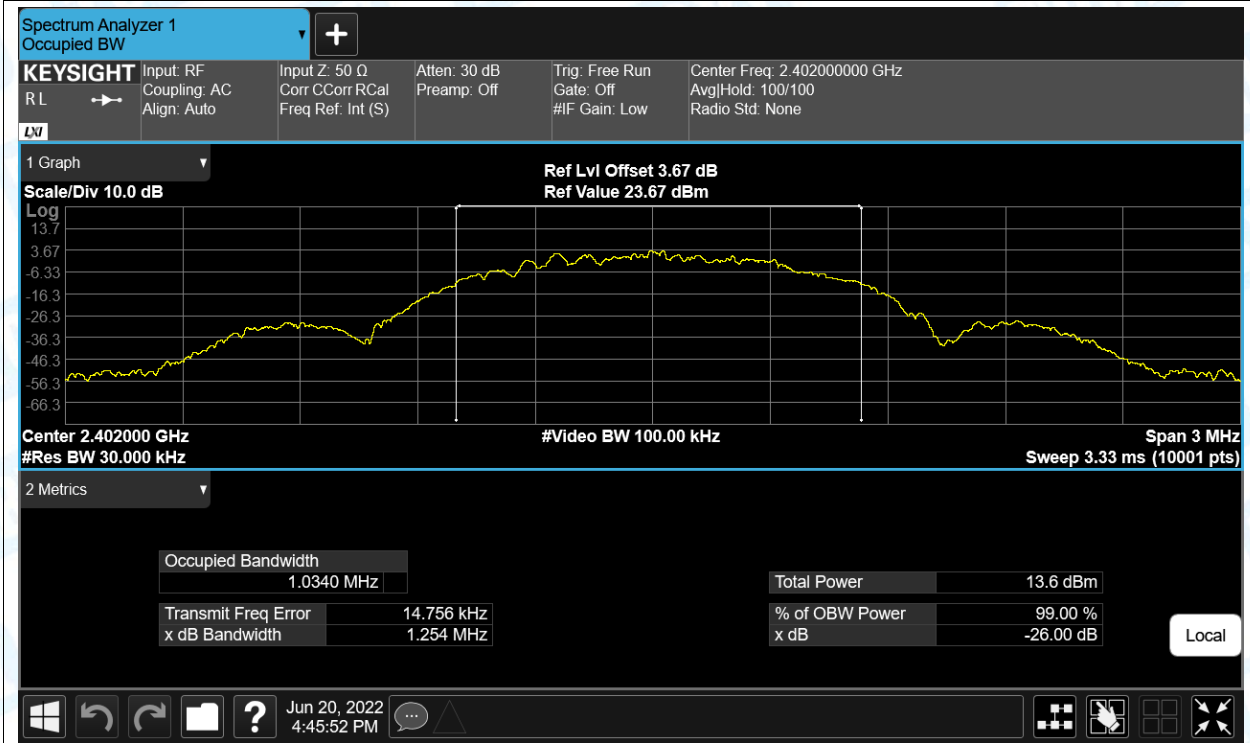 Spectrum Analyzer 1
Occupied BW
+
KEYSIGHT
R L
LXI
Input: RF
Coupling: AC
Align: Auto
Input Z: 50 Ω
Corr CCorr RCal
Freq Ref: Int (S)
Atten: 30 dB
Preamp: Off
Trig: Free Run
Gate: Off
#IF Gain: Low
Center Freq: 2.402000000 GHz
Avg|Hold: 100/100
Radio Std: None
1 Graph
Scale/Div 10.0 dB
Ref Lvl Offset 3.67 dB
Ref Value 23.67 dBm
Log
13.7
3.67
-6.33
-16.3
-26.3
-36.3
-46.3
-56.3
-66.3
Center 2.402000 GHz
#Video BW 100.00 kHz
Span 3 MHz
#Res BW 30.000 kHz
Sweep 3.33 ms (10001 pts)
2 Metrics
Occupied Bandwidth
1.0340 MHz
Transmit Freq Error 14.756 kHz
x dB Bandwidth 1.254 MHz
Total Power 13.6 dBm
% of OBW Power 99.00 %
x dB -26.00 dB
Local
?
Jun 20, 2022
4:45:52 PM